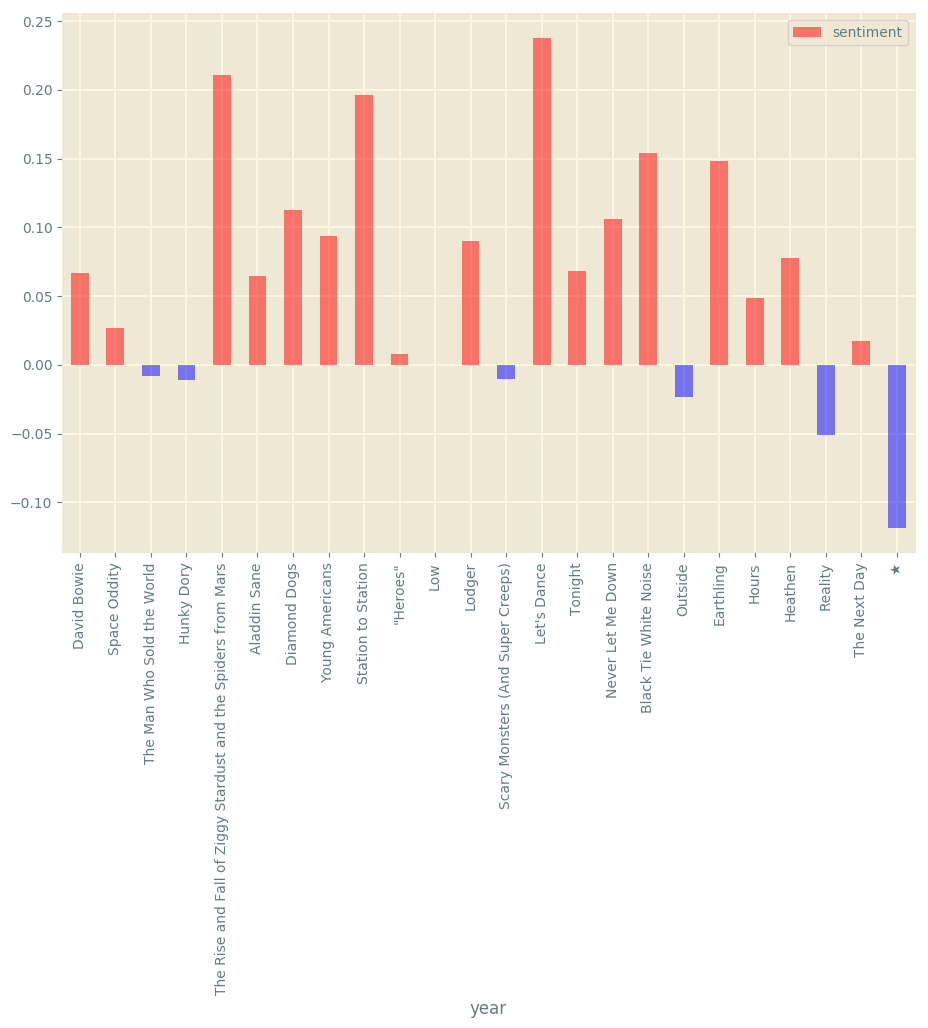 sentiment
0.25
0.20
0.15
0.10
0.05
0.00
−0.05
−0.10
David Bowie
Space Oddity
The Man Who Sold the World
Hunky Dory
The Rise and Fall of Ziggy Stardust and the Spiders from Mars
Aladdin Sane
Diamond Dogs
Young Americans
Station to Station
"Heroes"
Low
Lodger
Scary Monsters (And Super Creeps)
Let's Dance
Tonight
Never Let Me Down
Black Tie White Noise
Outside
Earthling
Hours
Heathen
Reality
The Next Day
★
year